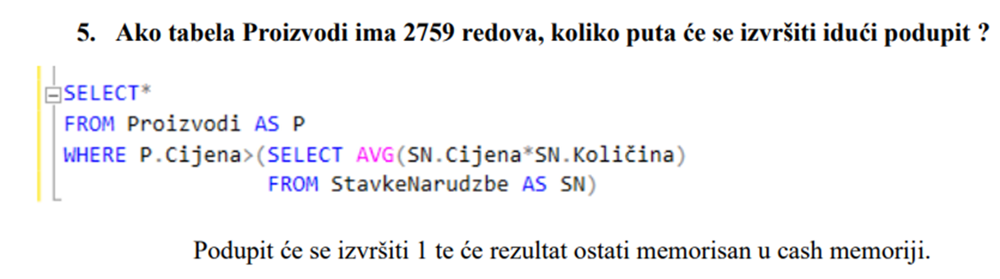 5. Ako tabela Proizvodi ima 2759 redova, koliko puta će se izvršiti idući podupit ?
SELECT*
FROM Proizvodi AS P
WHERE P.Cijena>(SELECT AVG(SN.Cijena*SN.Količina)
FROM StavkeNarudzbe AS SN)
Podupit će se izvršiti 1 te će rezultat ostati memorisan u cash memoriji.